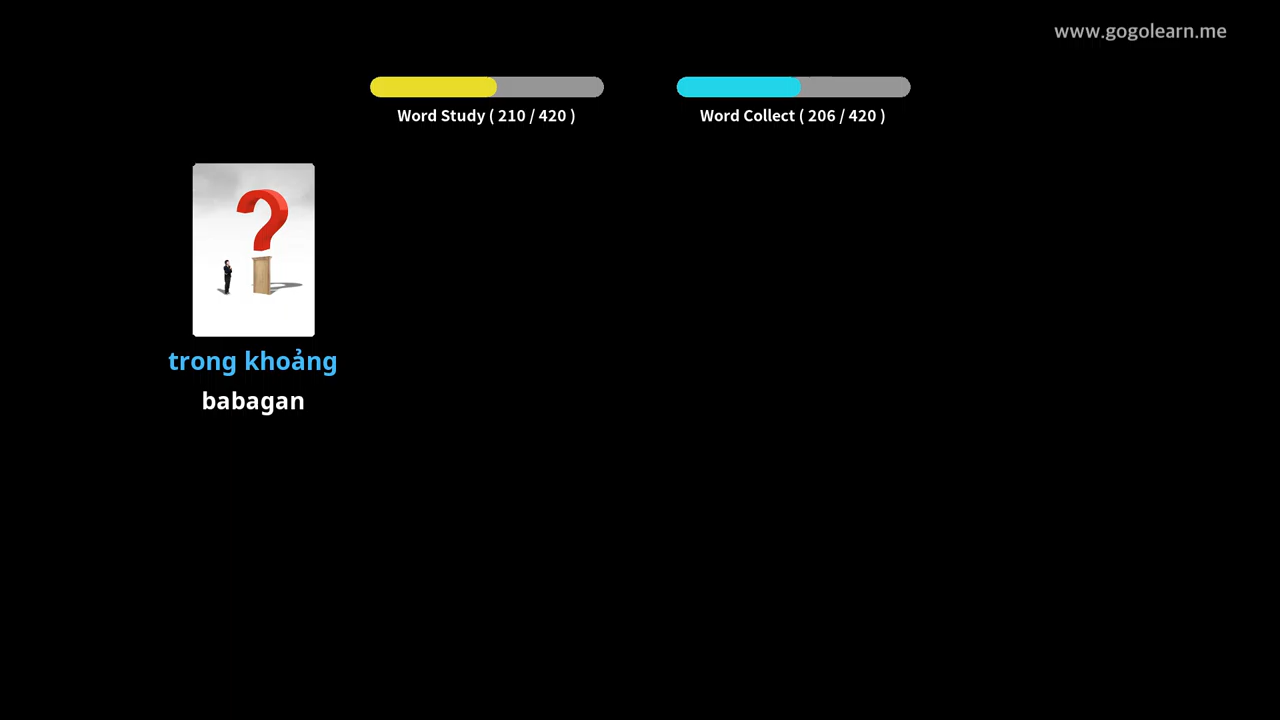 www.gogolearn.me
Word Study ( 210 / 420 )
Word Collect ( 206 / 420 )
?
trong khoảng
babagan